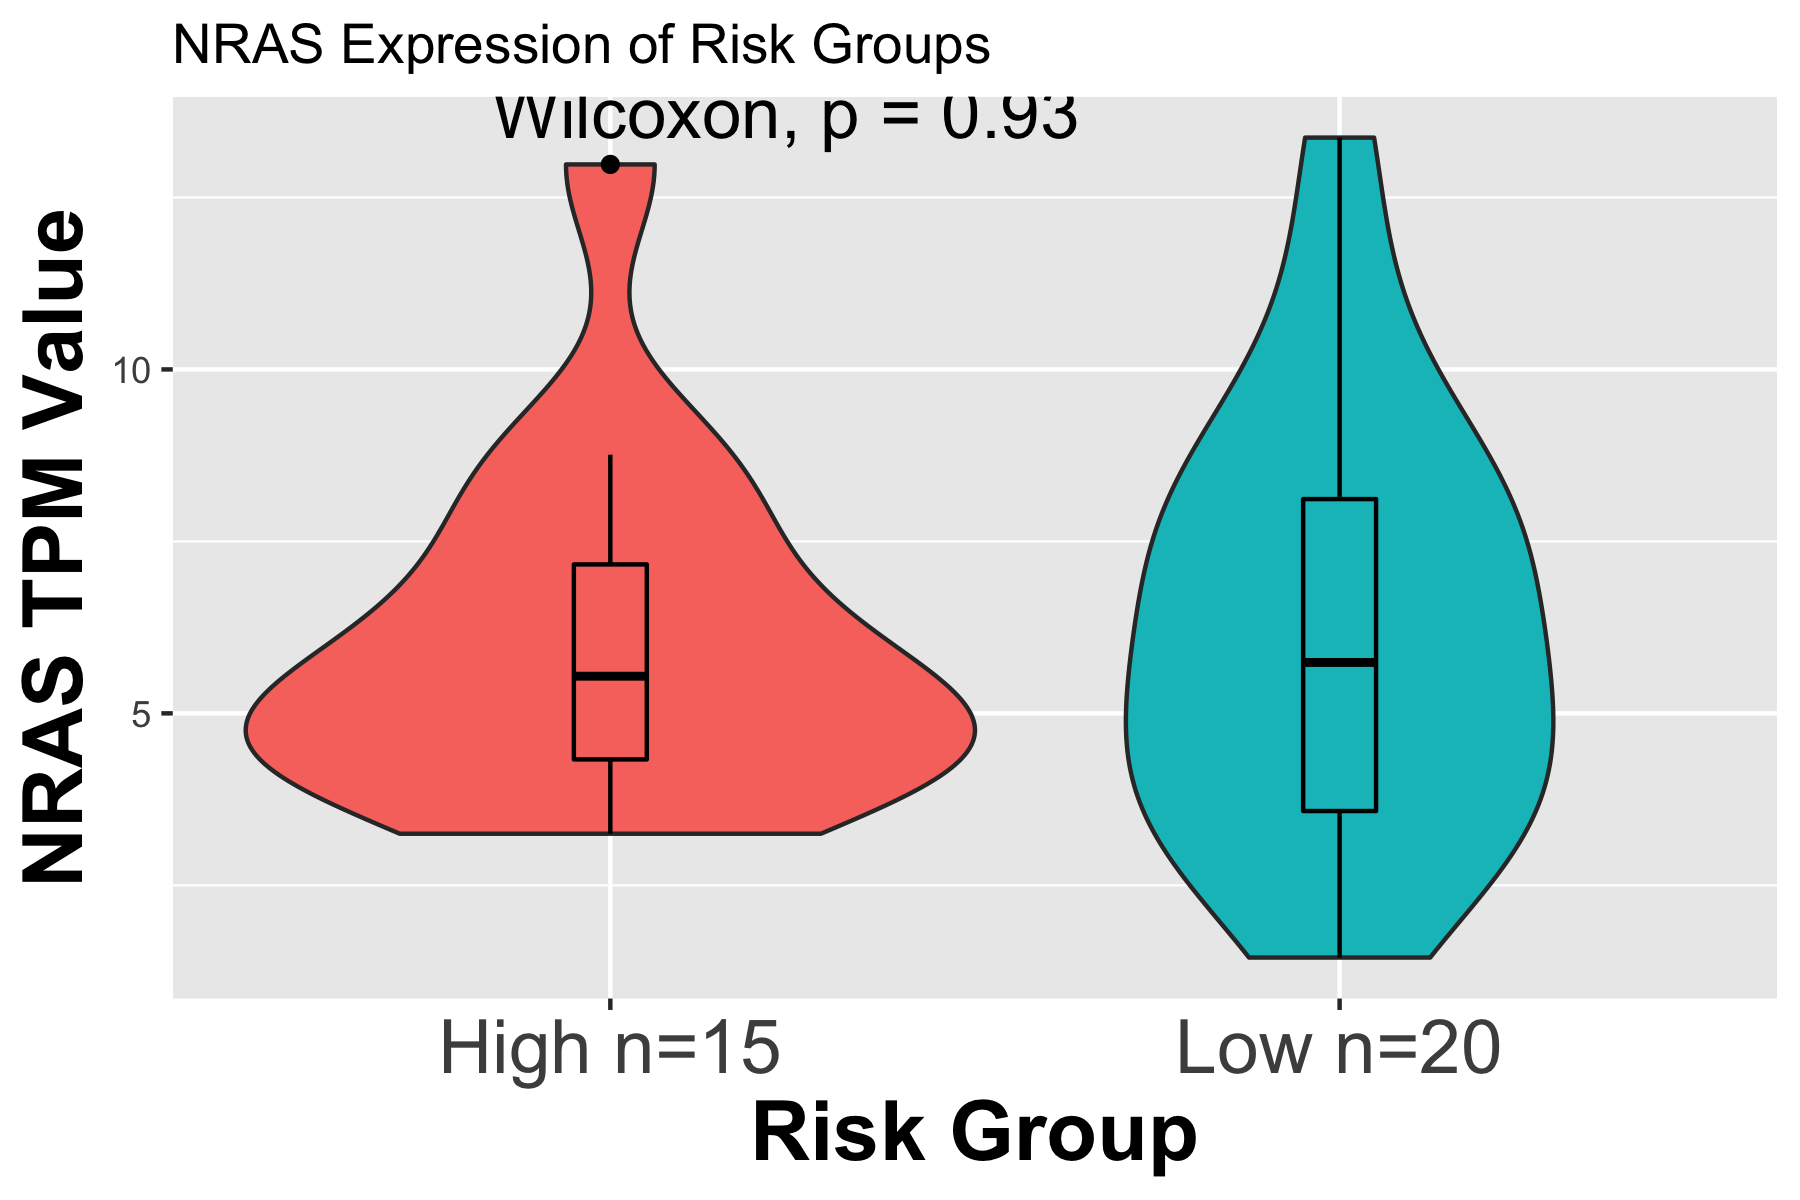 NRAS Expression of Risk Groups
Wilcoxon, p = 0.93
NRAS TPM Value
10
5
High n=15
Low n=20
Risk Group